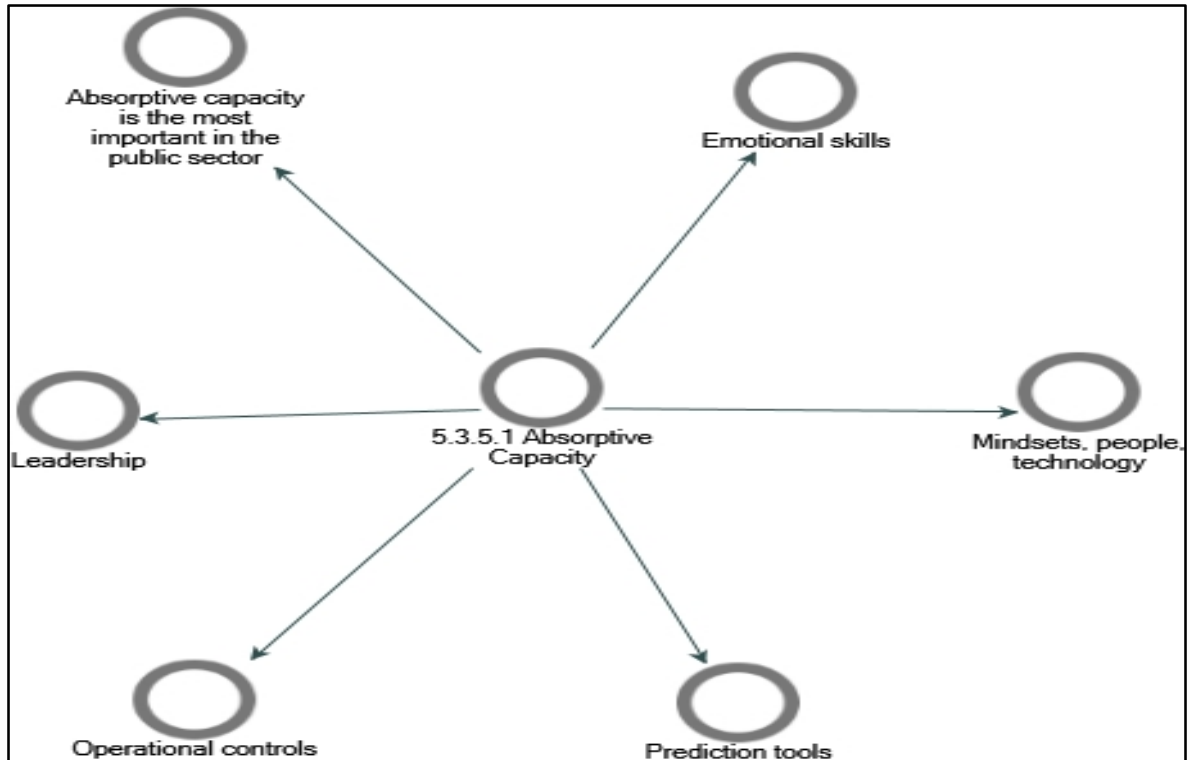 Absorptive capacity
is the most
important in the
public sector
Emotional skills
Leadership
5.3.5.1 Absorptive
Capacity
Mindsets, people,
technology
Operational controls
Prediction tools